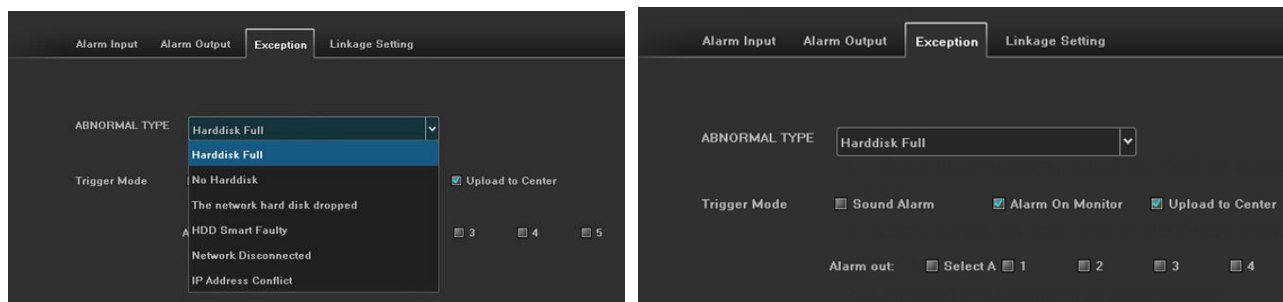 Alarm Input Alarm Output Exception Linkage Setting
ABNORMAL TYPE Harddisk Full
Harddisk Full
Trigger Mode No Harddisk Upload to Center
The network hard disk dropped
A HDD Smart Faulty 3 4 5
Network Disconnected
IP Address Conflict
Alarm Input Alarm Output Exception Linkage Setting
ABNORMAL TYPE Harddisk Full
Trigger Mode Sound Alarm Alarm On Monitor Upload to Center
Alarm out: Select A 1 2 3 4